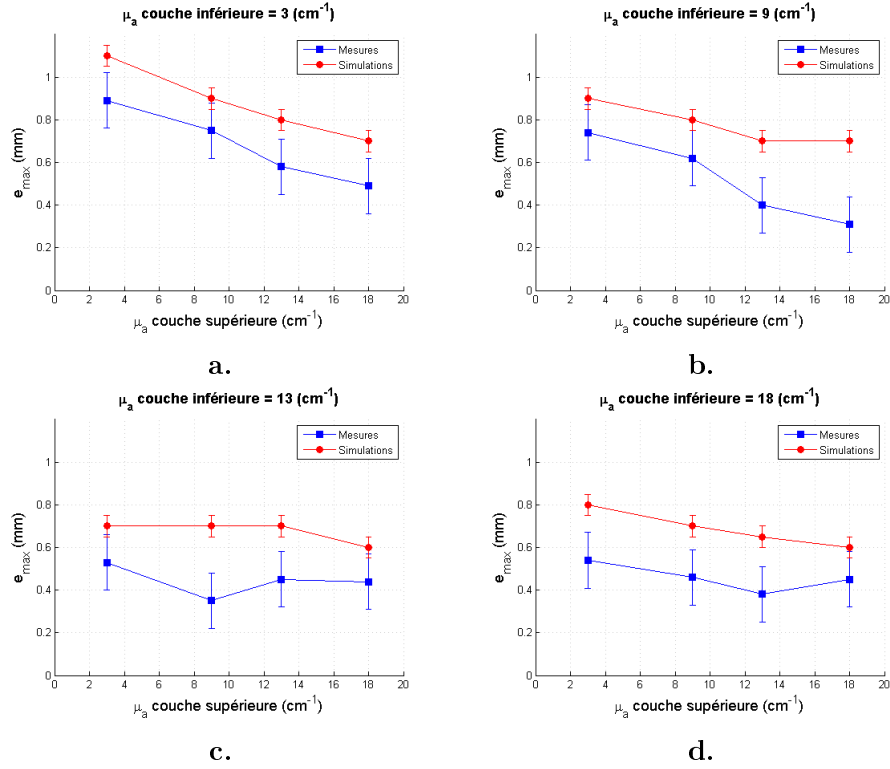 μa couche inférieure = 3 (cm-1)
Mesures
Simulations
1
0.8
0.6
0.4
0.2
0
emax (mm)
0 2 4 6 8 10 12 14 16 18 20
μa couche supérieure (cm-1)
a.
μa couche inférieure = 9 (cm-1)
Mesures
Simulations
1
0.8
0.6
0.4
0.2
0
emax (mm)
0 2 4 6 8 10 12 14 16 18 20
μa couche supérieure (cm-1)
b.
μa couche inférieure = 13 (cm-1)
Mesures
Simulations
1
0.8
0.6
0.4
0.2
0
emax (mm)
0 2 4 6 8 10 12 14 16 18 20
μa couche supérieure (cm-1)
c.
μa couche inférieure = 18 (cm-1)
Mesures
Simulations
1
0.8
0.6
0.4
0.2
0
emax (mm)
0 2 4 6 8 10 12 14 16 18 20
μa couche supérieure (cm-1)
d.